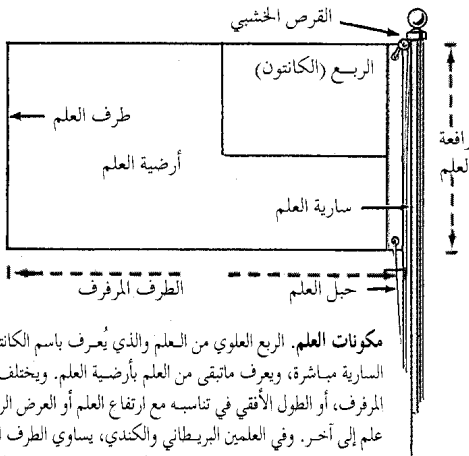 القرص الخشبي
الربع (الكانتون)
طرف العلم
أرضية العلم
رافعة
العلم
سارية العلم
الطرف المرفرف
حبل العلم
مكونات العلم. الربع العلوي من العلم والذي يُعرف باسم
السارية مباشرة، ويعرف ماتبقى من العلم بأرضية العلم. ويختلف
المرفرف، أو الطول الأفقي في تناسبه مع ارتفاع العلم أو العرض
علم إلى آخر. وفي العلمين البريطاني والكندي، يساوي الطرف